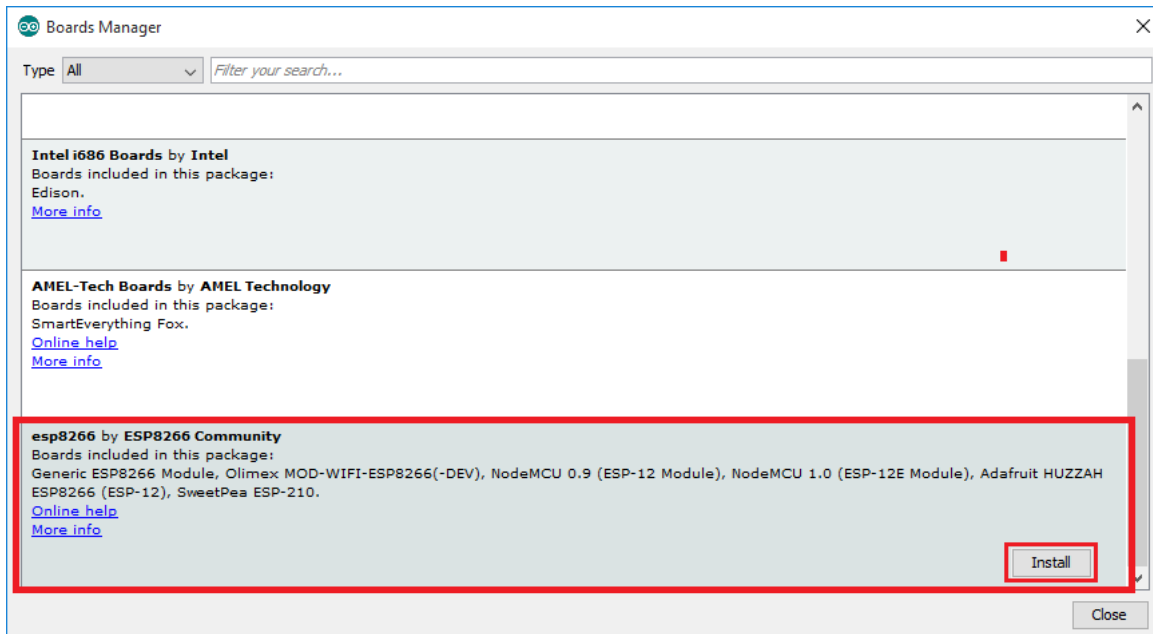 Boards Manager
Type All Filter your search...
Intel i686 Boards by Intel
Boards included in this package:
Edison.
More info
AMEL-Tech Boards by AMEL Technology
Boards included in this package:
SmartEverything Fox.
Online help
More info
esp8266 by ESP8266 Community
Boards included in this package:
Generic ESP8266 Module, Olimex MOD-WIFI-ESP8266(-DEV), NodeMCU 0.9 (ESP-12 Module), NodeMCU 1.0 (ESP-12E Module), Adafruit HUZZAH
ESP8266 (ESP-12), SweetPea ESP-210.
Online help
More info
Install
Close